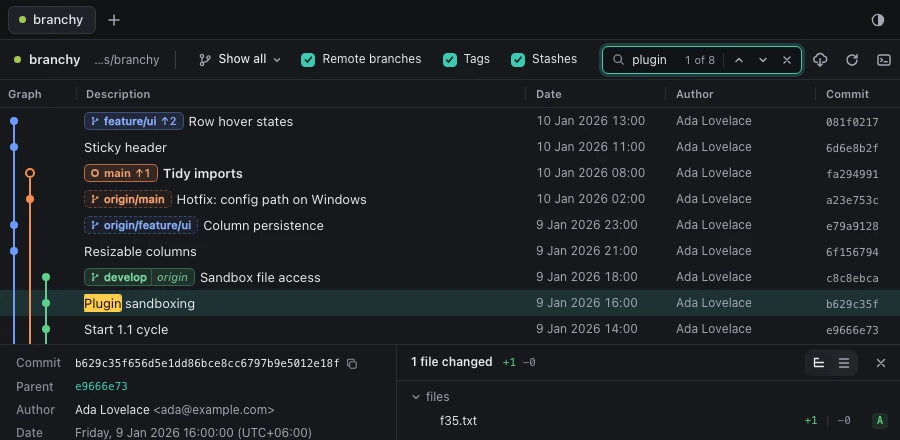 branchy
branchy ...s/branchy Show all Remote branches Tags Stashes plugin 1 of 8
Graph Description Date Author Commit
feature/ui ↑2 Row hover states 10 Jan 2026 13:00 Ada Lovelace 081f0217
Sticky header 10 Jan 2026 11:00 Ada Lovelace 6d6e8b2f
main ↑1 Tidy imports 10 Jan 2026 08:00 Ada Lovelace fa294991
origin/main Hotfix: config path on Windows 10 Jan 2026 02:00 Ada Lovelace a23e753c
origin/feature/ui Column persistence 9 Jan 2026 23:00 Ada Lovelace e79a9128
Resizable columns 9 Jan 2026 21:00 Ada Lovelace 6f156794
develop origin Sandbox file access 9 Jan 2026 18:00 Ada Lovelace c8c8ebca
Plugin sandboxing 9 Jan 2026 16:00 Ada Lovelace b629c35f
Start 1.1 cycle 9 Jan 2026 14:00 Ada Lovelace e9666e73
Commit b629c35f656d5e1dd86bce8cc6797b9e5012e18f
Parent e9666e73
Author Ada Lovelace <ada@example.com>
Date Friday, 9 Jan 2026 16:00:00 (UTC+06:00)
1 file changed +1 −0
files
f35.txt +1 −0 A